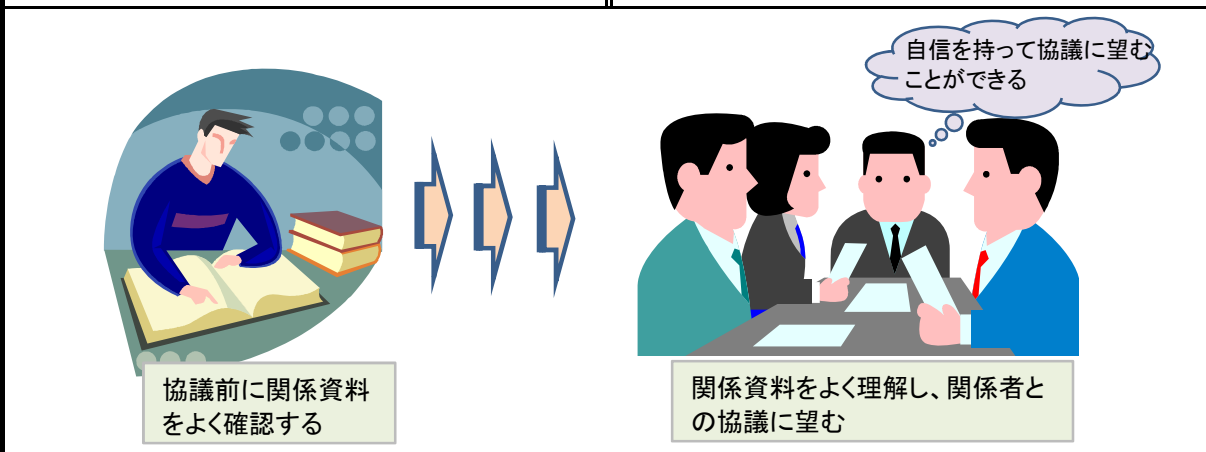 自信を持って協議に望む
ことができる
協議前に関係資料
をよく確認する
関係資料をよく理解し、関係者と
の協議に望む